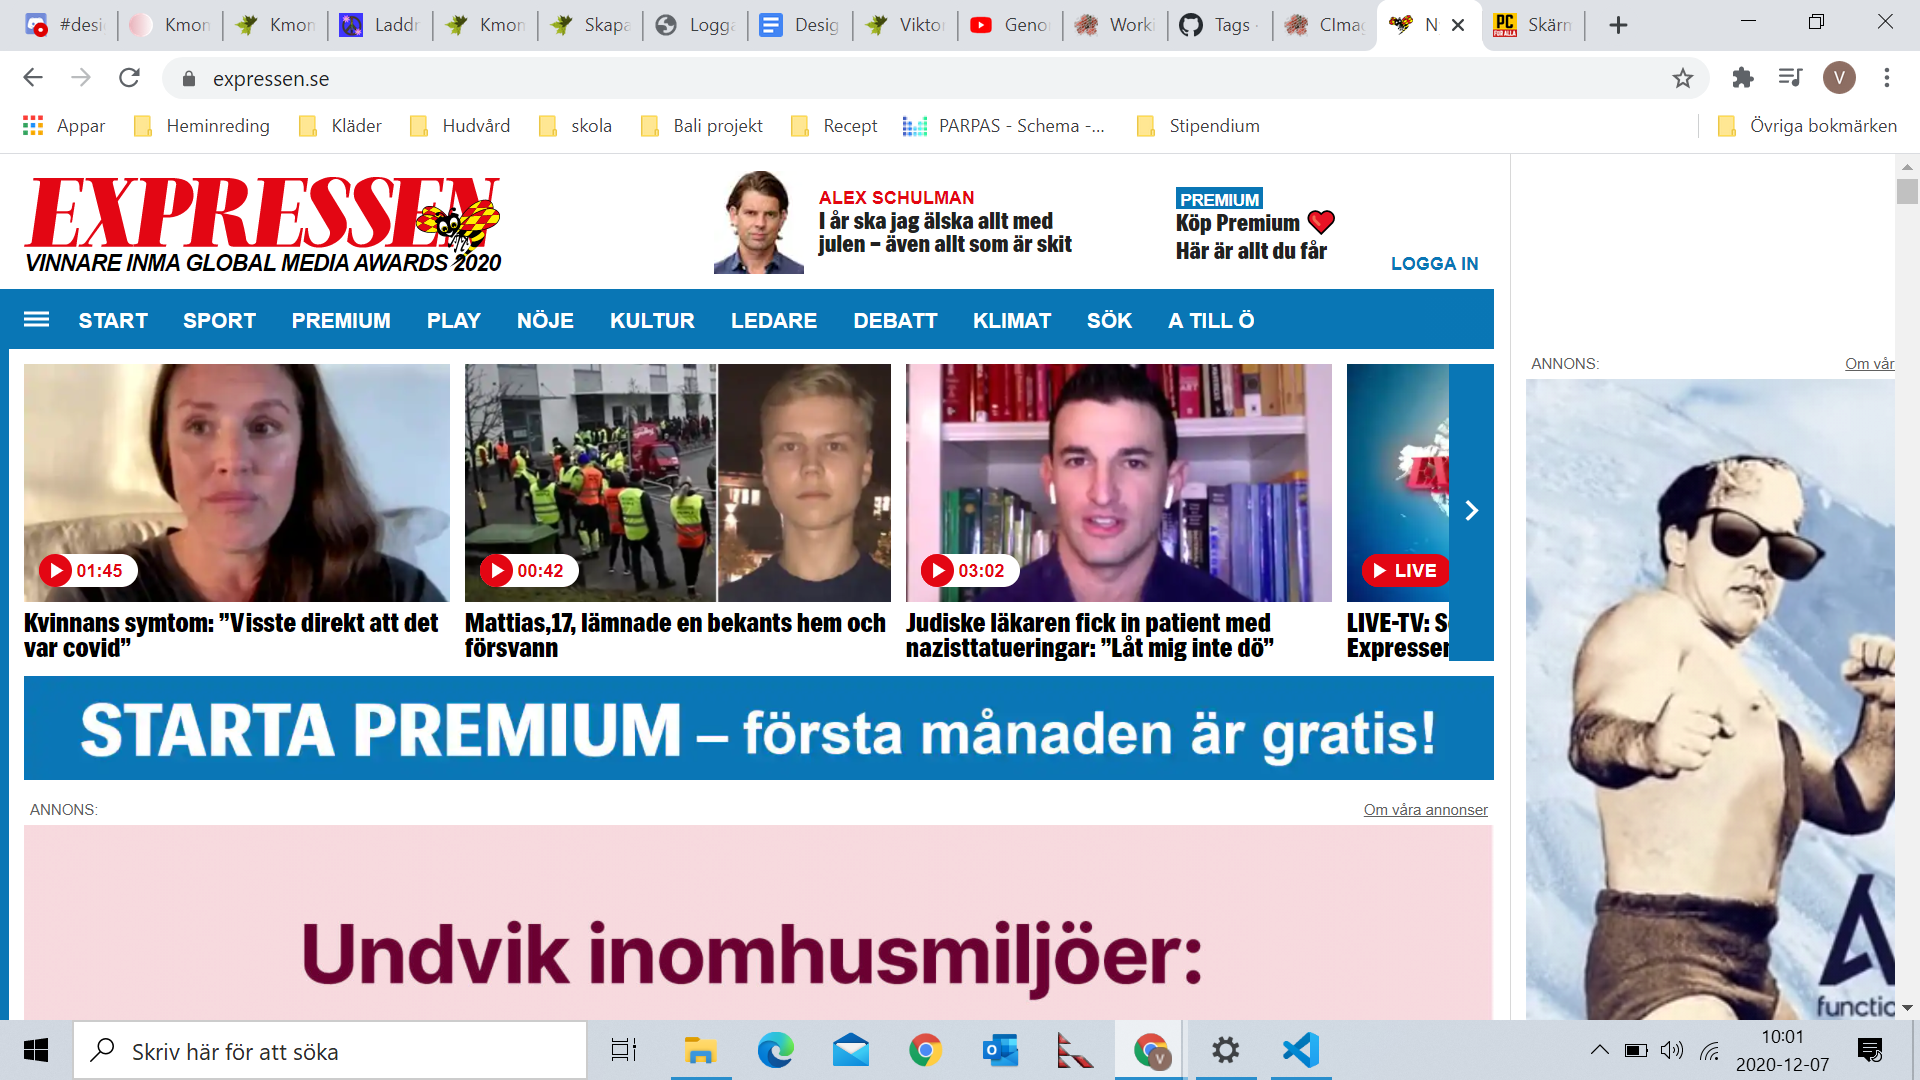 #desi
Kmon
Kmon
Laddn
Kmon
Skapa
Logga
Desig
Viktor
Geno
Worki
Tags
CImag
N
Skärm
expressen.se
Appar
Heminreding
Kläder
Hudvård
skola
Bali projekt
Recept
PARPAS - Schema -...
Stipendium
Övriga bokmärken
EXPRESSEN
VINNARE INMA GLOBAL MEDIA AWARDS 2020
ALEX SCHULMAN
I år ska jag älska allt med
julen – även allt som är skit
PREMIUM
Köp Premium ❤
Här är allt du får
LOGGA IN
START SPORT PREMIUM PLAY NÖJE KULTUR LEDARE DEBATT KLIMAT SÖK A TILL Ö
ANNONS:
Om vår
01:45
00:42
03:02
LIVE
Kvinnans symtom: ”Visste direkt att det
var covid”
Mattias,17, lämnade en bekants hem och
försvann
Judiske läkaren fick in patient med
nazisttatueringar: ”Låt mig inte dö”
LIVE-TV: S
Expressen
STARTA PREMIUM – första månaden är gratis!
ANNONS:
Om våra annonser
Undvik inomhusmiljöer:
functio
Skriv här för att söka
10:01
2020-12-07